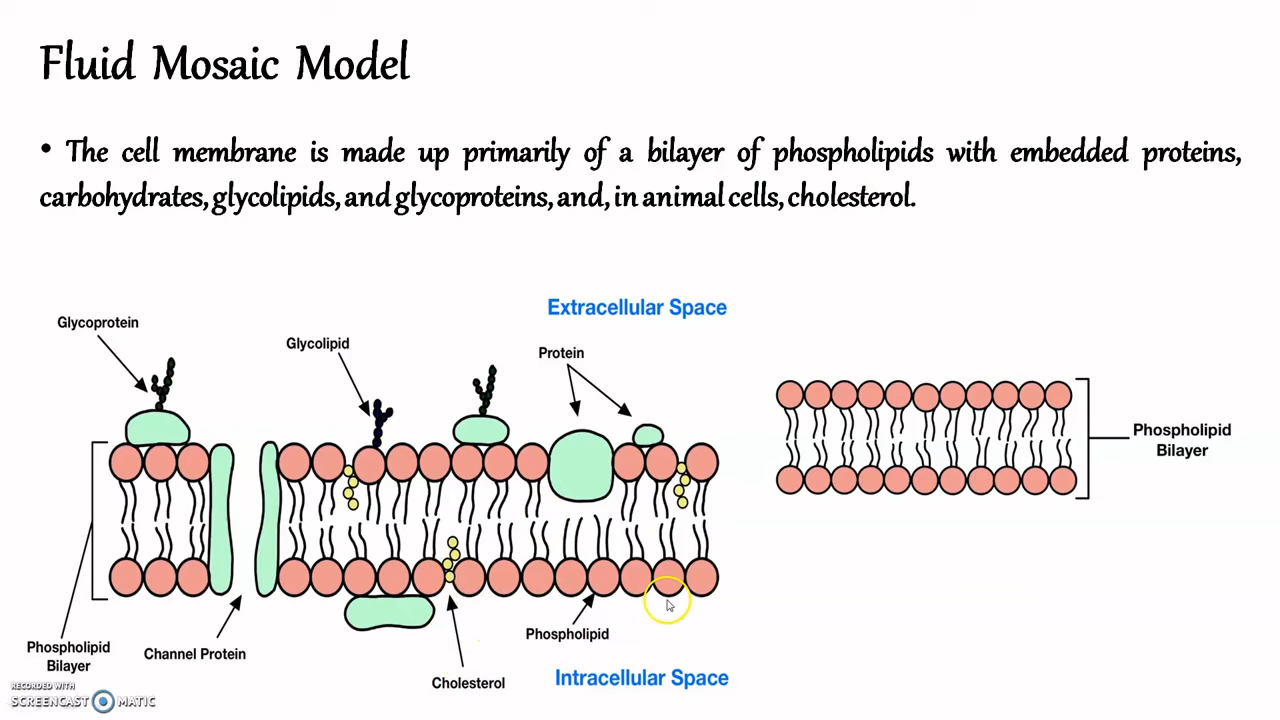 Fluid Mosaic Model
• The cell membrane is made up primarily of a bilayer of phospholipids with embedded proteins,
carbohydrates, glycolipids, and glycoproteins, and, in animal cells, cholesterol.
Extracellular Space
Glycoprotein
Glycolipid
Protein
Phospholipid
Bilayer
Phospholipid
Bilayer
Channel Protein
Cholesterol
Phospholipid
Intracellular Space
RECORDED WITH
SCREENCAST MATIC